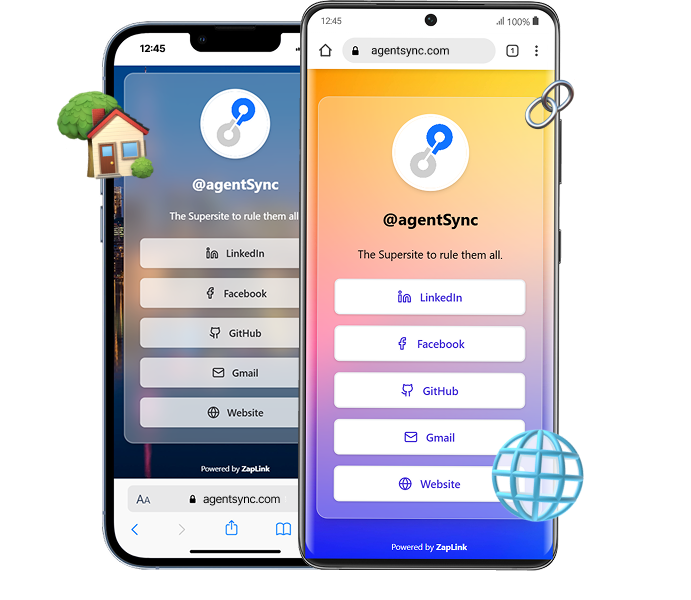 12:45
@agentSync
The Supersite to rule them all
LinkedIn
Facebook
GitHub
Gmail
Website
Powered by ZapLink
AA
agentsync.com
12:45
100%
agentsync.com
1
@agentSync
The Supersite to rule them all.
LinkedIn
Facebook
GitHub
Gmail
Website
Powered by ZapLink